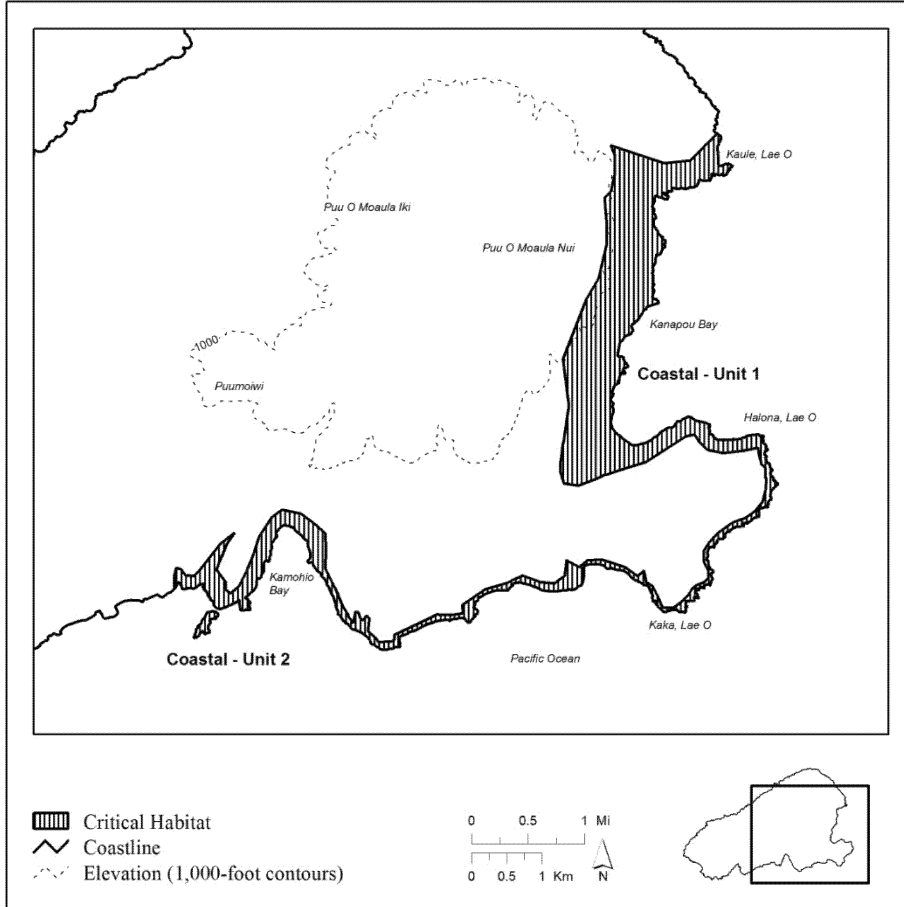 Kaule, Lae O
Puu O Moaula Iki
Puu O Moaula Nui
Kanapou Bay
1000
Puumoiwi
Coastal - Unit 1
Halona, Lae O
Kamohio
Bay
Kaka, Lae O
Coastal - Unit 2
Pacific Ocean
Critical Habitat
Coastline
Elevation (1,000-foot contours)
0 0.5 1 Mi
0 0.5 1 Km
N